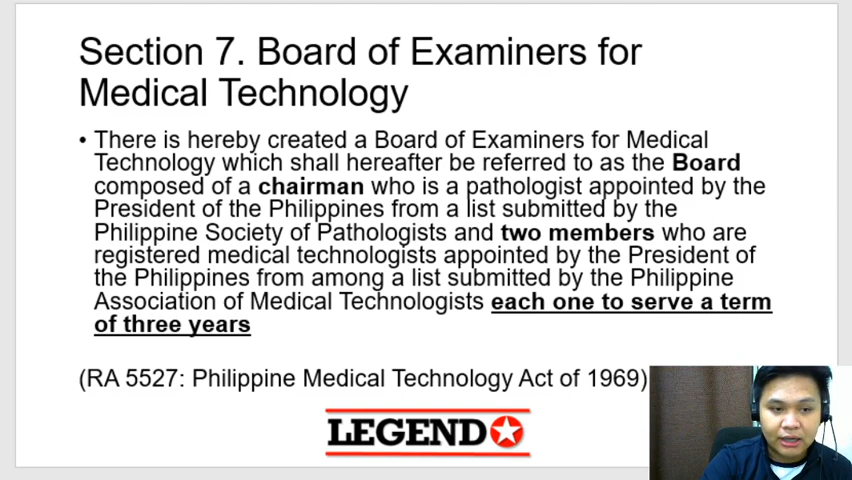 Section 7. Board of Examiners for
Medical Technology
• There is hereby created a Board of Examiners for Medical
Technology which shall hereafter be referred to as the Board
composed of a chairman who is a pathologist appointed by the
President of the Philippines from a list submitted by the
Philippine Society of Pathologists and two members who are
registered medical technologists appointed by the President of
the Philippines from among a list submitted by the Philippine
Association of Medical Technologists each one to serve a term
of three years
(RA 5527: Philippine Medical Technology Act of 1969)
LEGEND